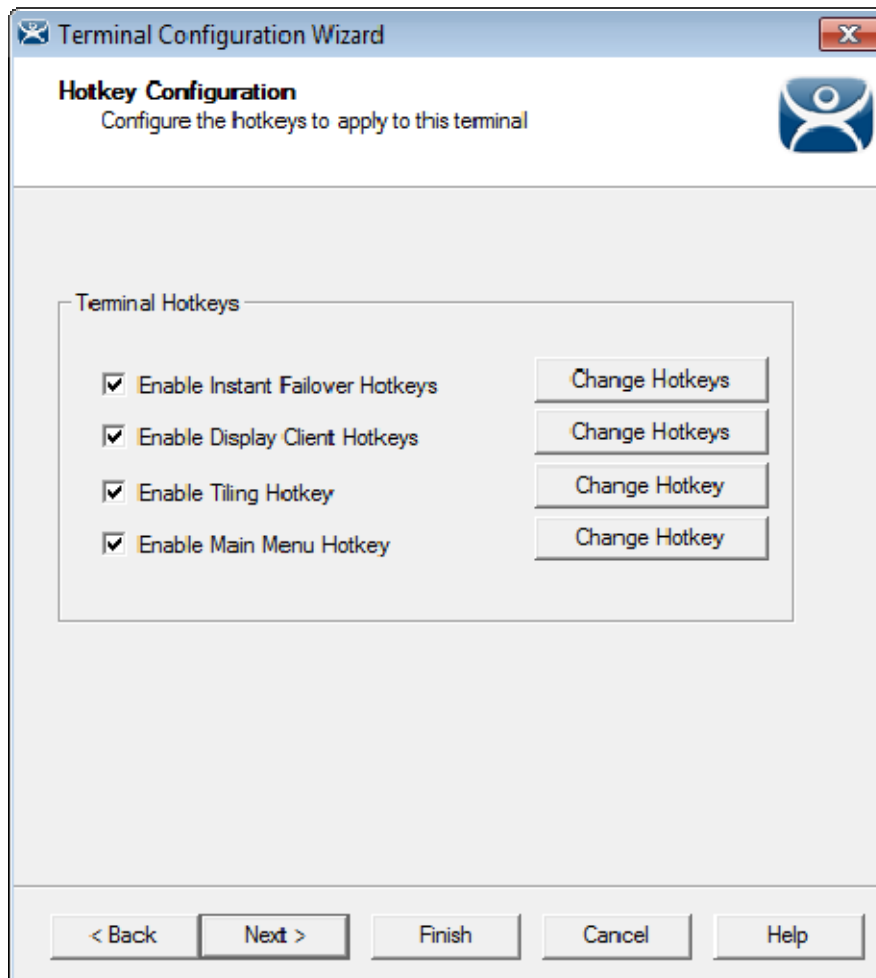 Terminal Configuration Wizard
Hotkey Configuration
Configure the hotkeys to apply to this terminal
Terminal Hotkeys
Enable Instant Failover Hotkeys Change Hotkeys
Enable Display Client Hotkeys Change Hotkeys
Enable Tiling Hotkey Change Hotkey
Enable Main Menu Hotkey Change Hotkey
< Back Next > Finish Cancel Help